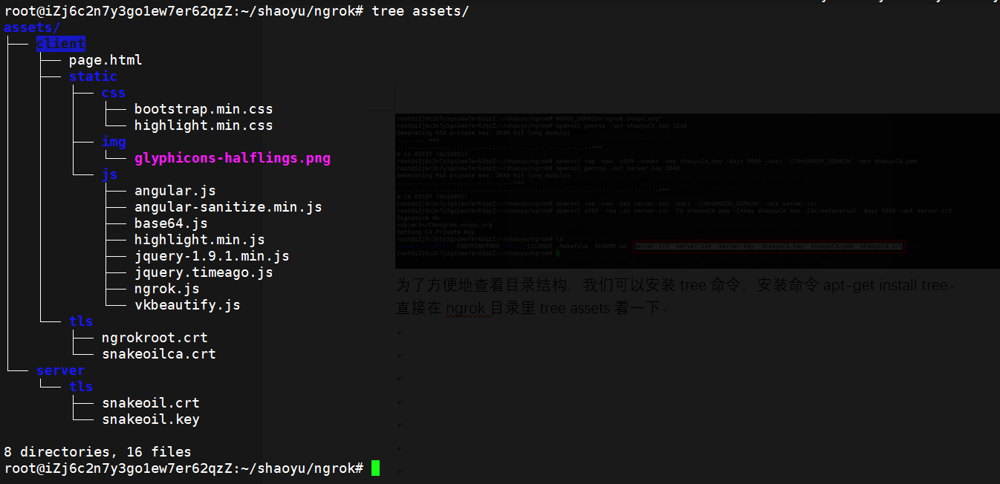 root@iZj6c2n7y3go1ew7er62qzZ:~/shaoyu/ngrok# tree assets/
assets/
├── client
│   ├── page.html
│   ├── static
│   │   ├── css
│   │   │   ├── bootstrap.min.css
│   │   │   └── highlight.min.css
│   │   ├── img
│   │   │   └── glyphicons-halflings.png
│   │   └── js
│   │       ├── angular.js
│   │       ├── angular-sanitize.min.js
│   │       ├── base64.js
│   │       ├── highlight.min.js
│   │       ├── jquery-1.9.1.min.js
│   │       ├── jquery.timeago.js
│   │       ├── ngrok.js
│   │       └── vkbeautify.js
│   └── tls
│       ├── ngrokroot.crt
│       └── snakeoilca.crt
└── server
    └── tls
        ├── snakeoil.crt
        └── snakeoil.key
8 directories, 16 files
root@iZj6c2n7y3go1ew7er62qzZ:~/shaoyu/ngrok#
root@iZj6c2n7y3go1ew7er62qzZ:~/shaoyu/ngrok# NGROK_DOMAIN="ngrok.snvpn.org"
root@iZj6c2n7y3go1ew7er62qzZ:~/shaoyu/ngrok# openssl genrsa -out shaoyuCA.key 2048
Generating RSA private key, 2048 bit long modulus
e is 65537 (0x10001)
root@iZj6c2n7y3go1ew7er62qzZ:~/shaoyu/ngrok# openssl req -new -x509 -nodes -key shaoyuCA.key -days 5000 -subj "/CN=$NGROK_DOMAIN" -out shaoyuCA.pem
root@iZj6c2n7y3go1ew7er62qzZ:~/shaoyu/ngrok# openssl genrsa -out server.key 2048
Generating RSA private key, 2048 bit long modulus
e is 65537 (0x10001)
root@iZj6c2n7y3go1ew7er62qzZ:~/shaoyu/ngrok# openssl req -new -key server.key -subj "/CN=$NGROK_DOMAIN" -out server.csr
root@iZj6c2n7y3go1ew7er62qzZ:~/shaoyu/ngrok# openssl x509 -req -in server.csr -CA shaoyuCA.pem -CAkey shaoyuCA.key -CAcreateserial -days 5000 -out server.crt
Signature ok
subject=/CN=ngrok.snvpn.org
Getting CA Private Key
root@iZj6c2n7y3go1ew7er62qzZ:~/shaoyu/ngrok# ls
CONTRIBUTORS LICENSE Makefile README.md server.crt server.csr server.key shaoyuCA.key shaoyuCA.pem shaoyuCA.srl
root@iZj6c2n7y3go1ew7er62qzZ:~/shaoyu/ngrok#
为了方便地查看目录结构，我们可以安装 tree 命令，安装命令 apt-get install tree
直接在 ngrok 目录里 tree assets 看一下